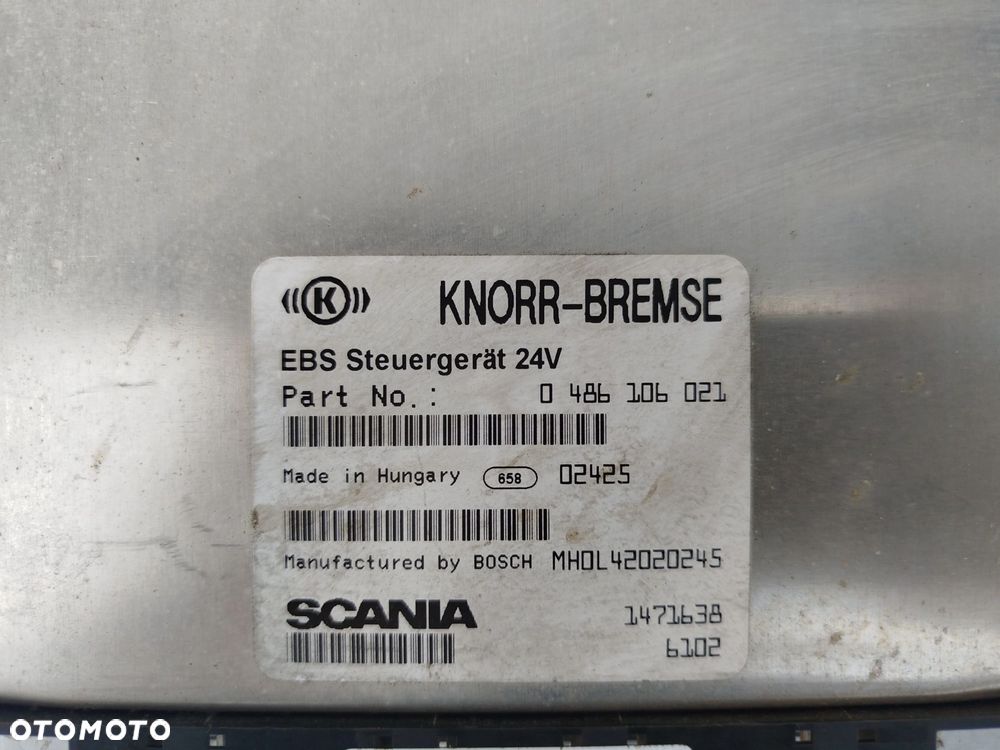 K KNORR-BREMSE
EBS Steuergerät 24V
Part No.: 0 486 106 021
Made in Hungary 658 02425
Manufactured by BOSCH MH0L42020245
SCANIA 1471638
6102
OTOMOTO